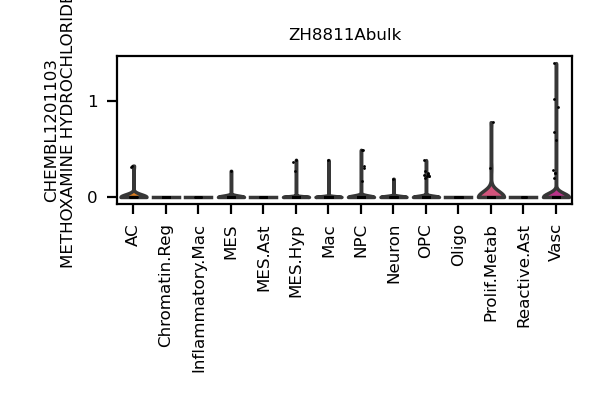 ZH8811Abulk
CHEMBL1201103
METHOXAMINE HYDROCHLORIDE
1
0
AC
Chromatin.Reg
Inflammatory.Mac
MES
MES.Ast
MES.Hyp
Mac
NPC
Neuron
OPC
Oligo
Prolif.Metab
Reactive.Ast
Vasc